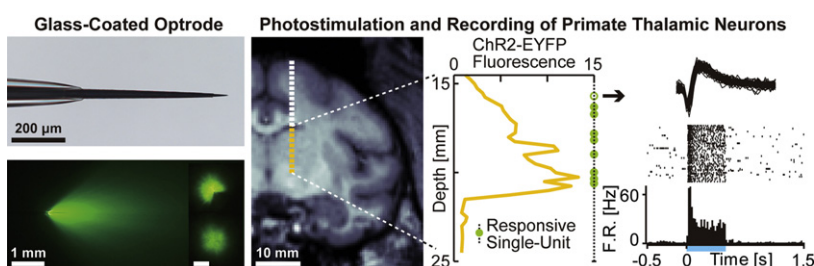 Glass-Coated Optrode
Photostimulation and Recording of Primate Thalamic Neurons
200 µm
1 mm
10 mm
ChR2-EYFP
0 Fluorescence 15
15
Depth [mm]
25
Responsive
Single-Unit
60
F.R. [Hz]
0
-0.5 0 Time [s] 1.5